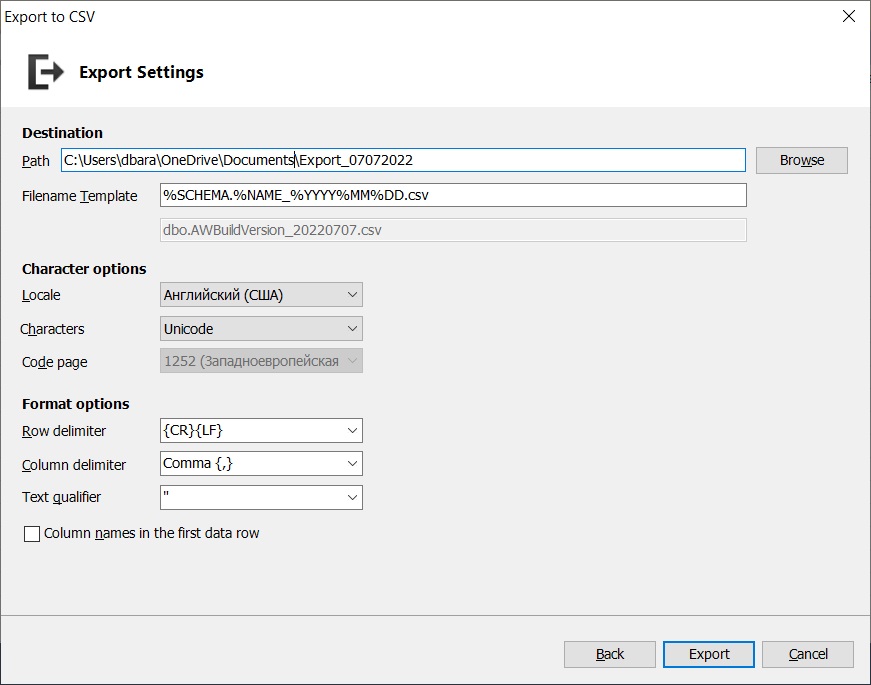 Export to CSV
Export Settings
Destination
Path C:\Users\dbara\OneDrive\Documents\Export_07072022 Browse
Filename Template %SCHEMA.%NAME_%YYYY%MM%DD.csv
dbo.AWBuildVersion_20220707.csv
Character options
Locale Английский (США)
Characters Unicode
Code page 1252 (Западноевропейская
Format options
Row delimiter {CR}{LF}
Column delimiter Comma {,}
Text qualifier "
Column names in the first data row
Back Export Cancel